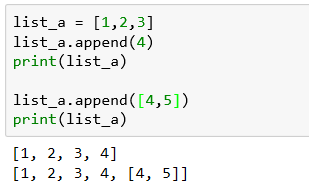 list_a = [1,2,3]
list_a.append(4)
print(list_a)
list_a.append([4,5])
print(list_a)
[1, 2, 3, 4]
[1, 2, 3, 4, [4, 5]]